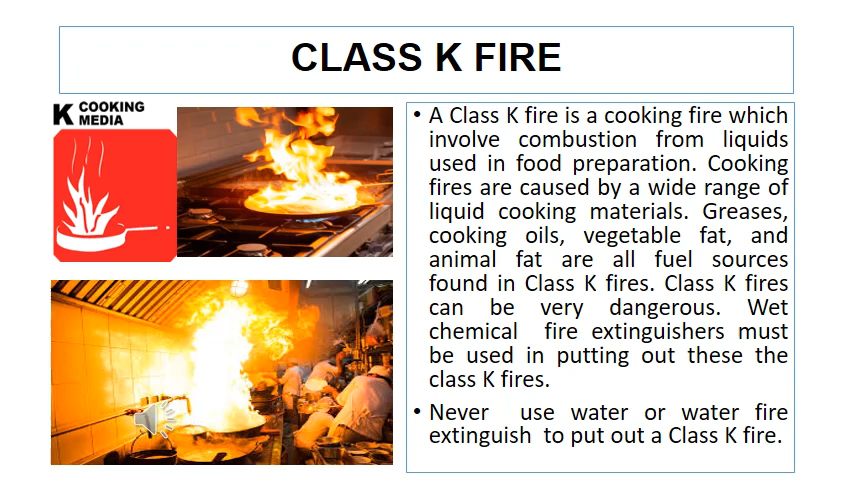 CLASS K FIRE
K COOKING
MEDIA
• A Class K fire is a cooking fire which
involve combustion from liquids
used in food preparation. Cooking
fires are caused by a wide range of
liquid cooking materials. Greases,
cooking oils, vegetable fat, and
animal fat are all fuel sources
found in Class K fires. Class K fires
can be very dangerous. Wet
chemical fire extinguishers must
be used in putting out these the
class K fires.
• Never use water or water fire
extinguish to put out a Class K fire.